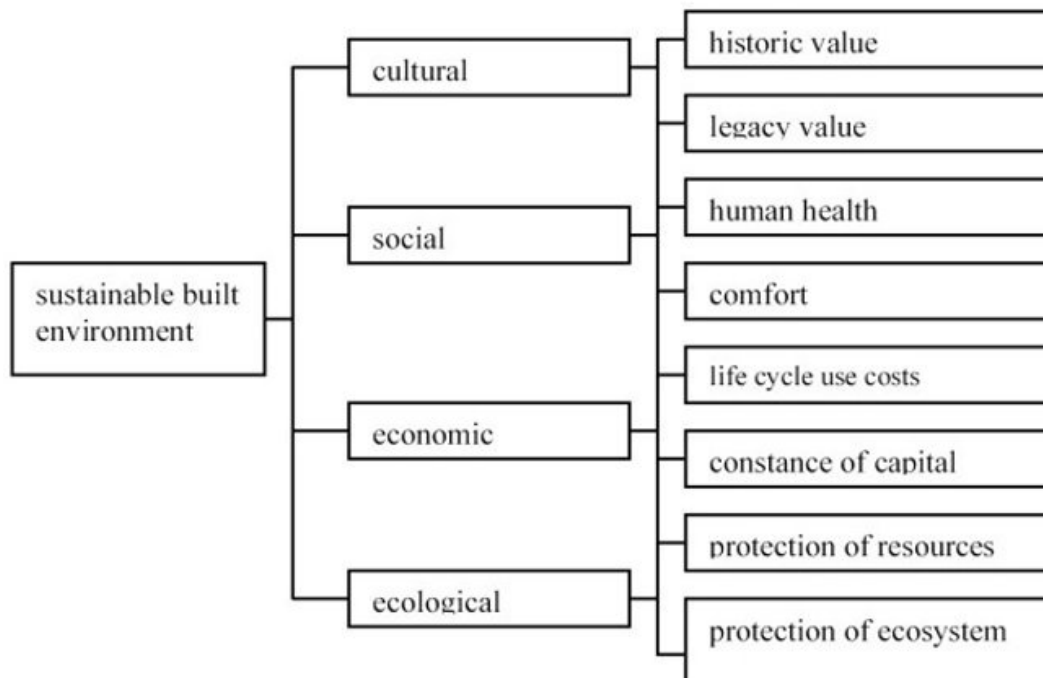 sustainable built
environment
cultural
social
economic
ecological
historic value
legacy value
human health
comfort
life cycle use costs
constance of capital
protection of resources
protection of ecosystem